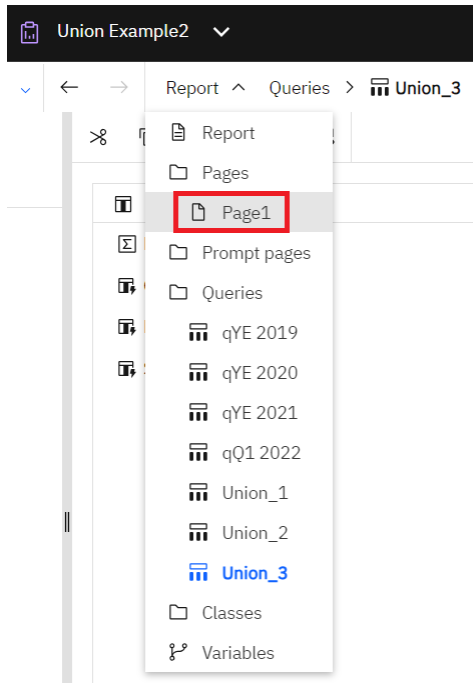 Union Example2
Report Queries > Union_3
Report
Pages
Page1
Prompt pages
Queries
qYE 2019
qYE 2020
qYE 2021
qQ1 2022
Union_1
Union_2
Union_3
Classes
Variables